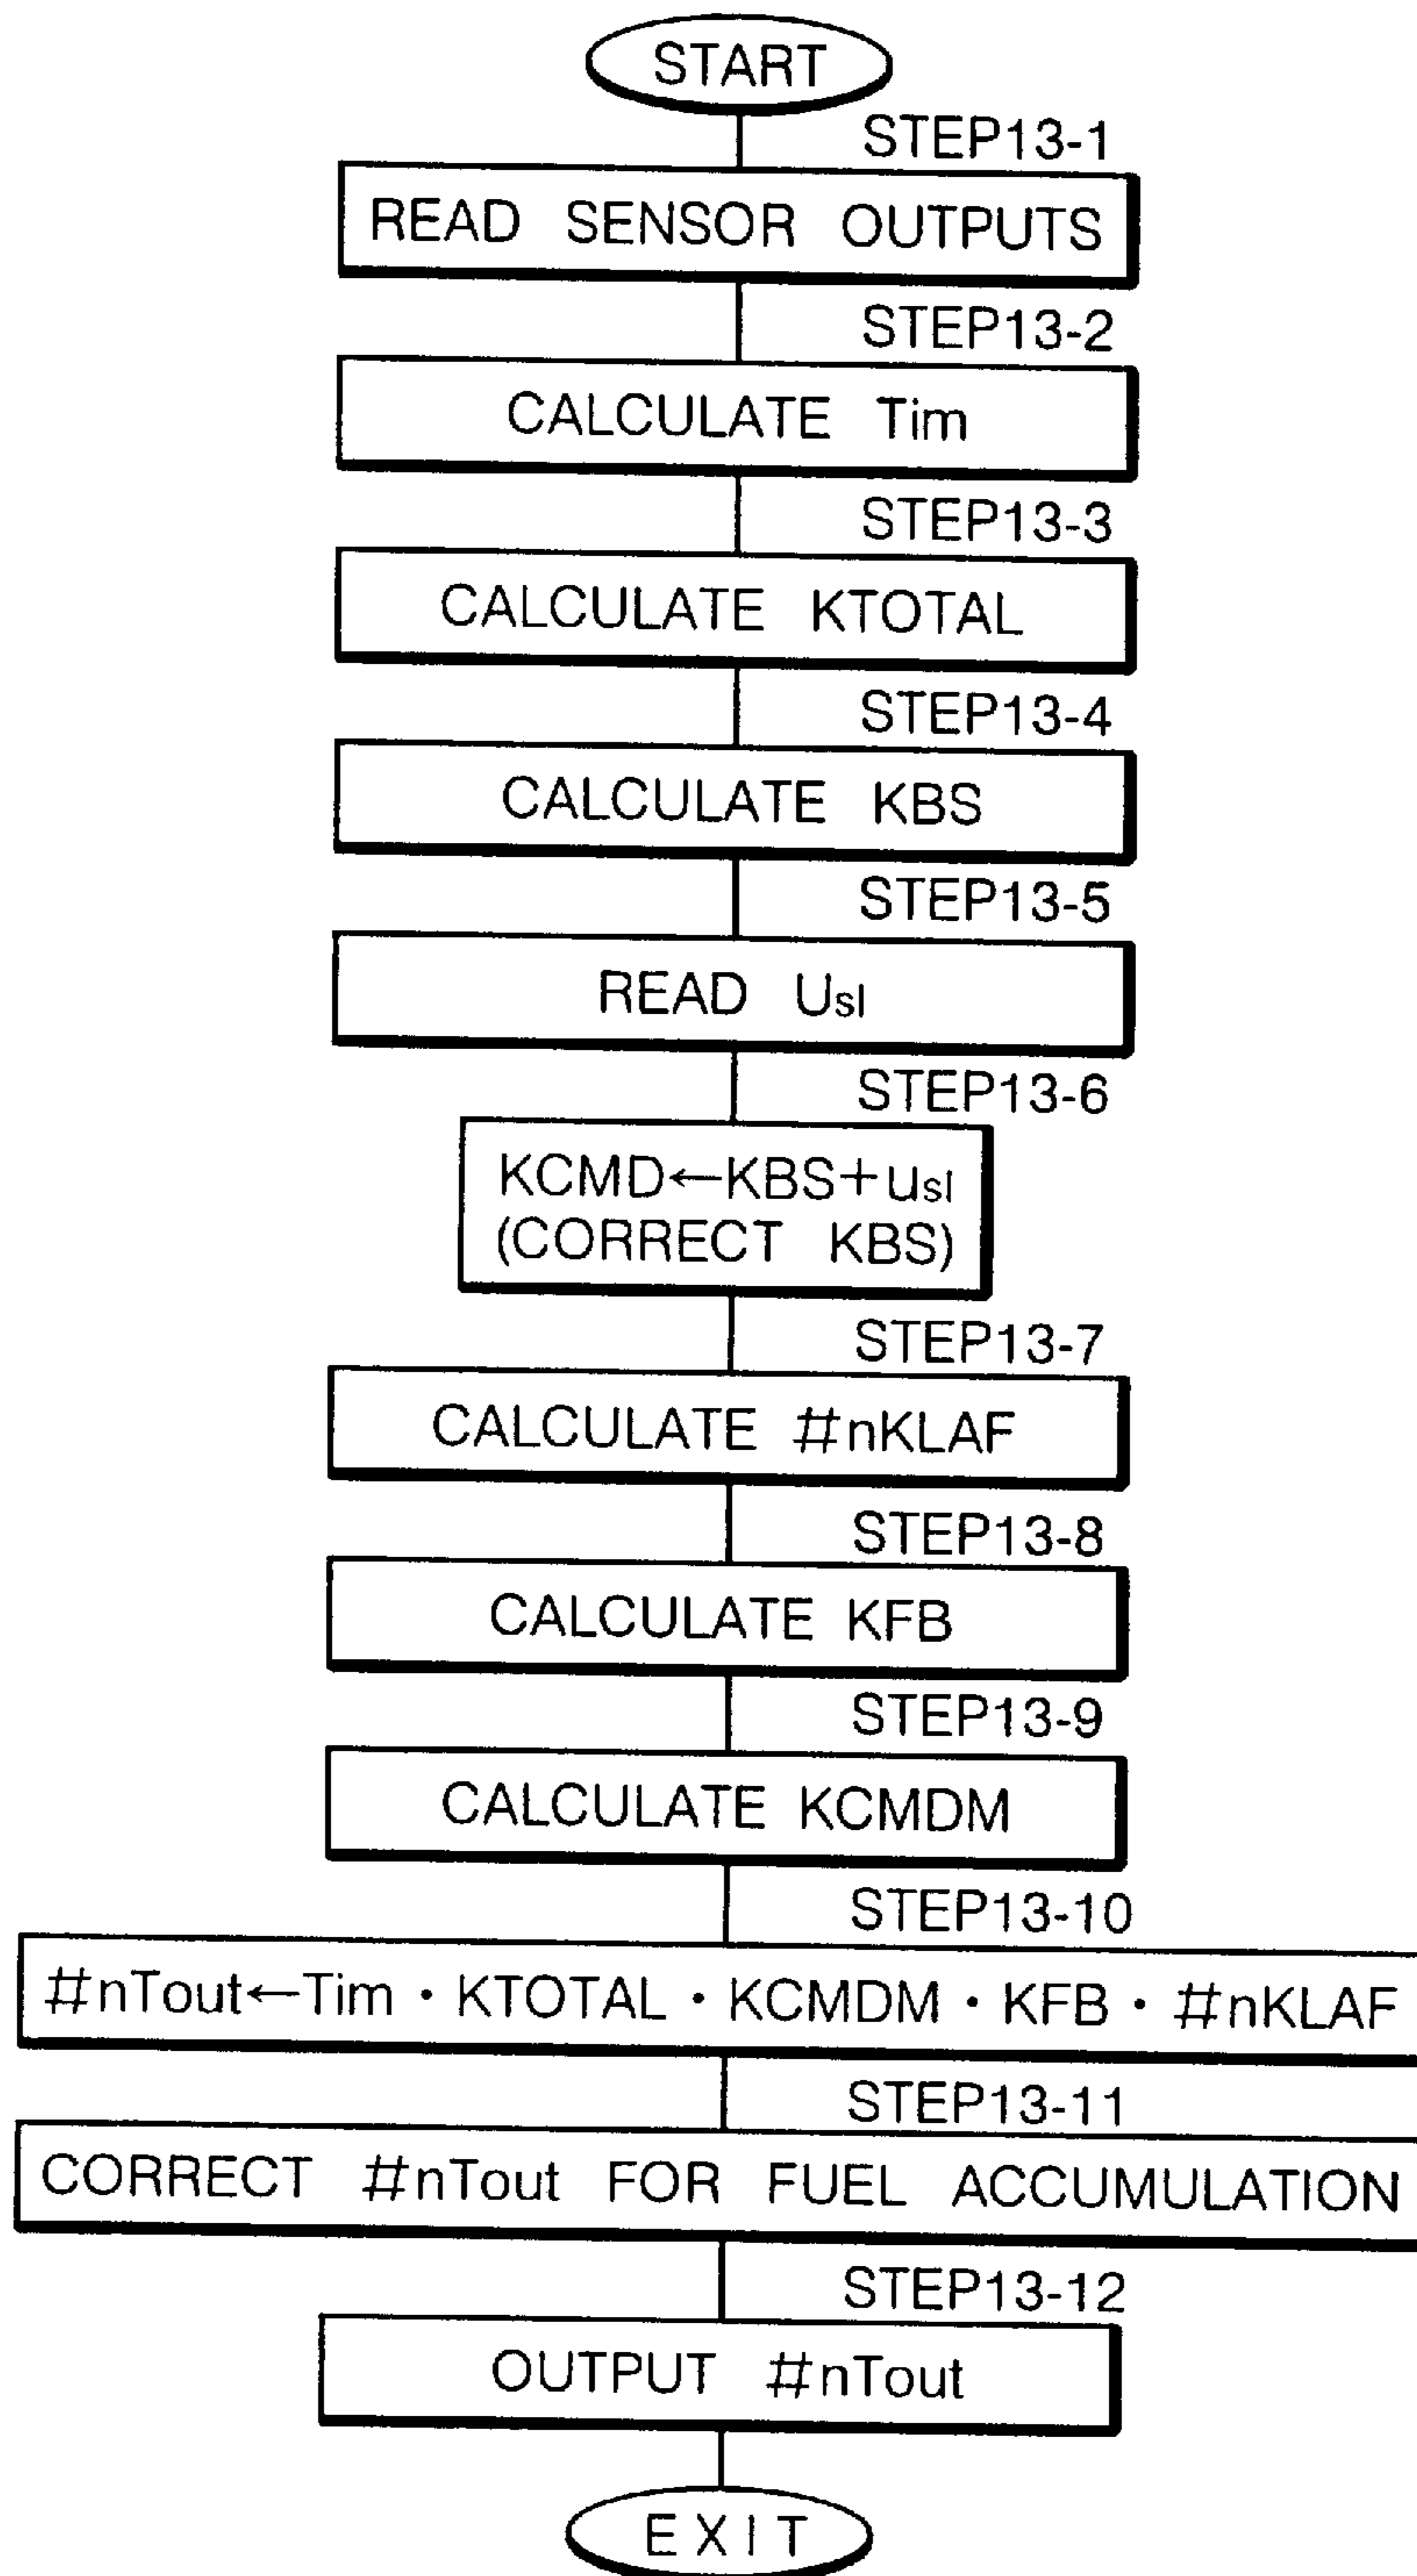 START
STEP13-1
READ SENSOR OUTPUTS
STEP13-2
CALCULATE Tim
STEP13-3
CALCULATE KTOTAL
STEP13-4
CALCULATE KBS
STEP13-5
READ Usl
STEP13-6
KCMD←KBS+usl
(CORRECT KBS)
STEP13-7
CALCULATE #nKLAF
STEP13-8
CALCULATE KFB
STEP13-9
CALCULATE KCMDM
STEP13-10
#nTout←Tim・KTOTAL・KCMDM・KFB・#nKLAF
STEP13-11
CORRECT #nTout FOR FUEL ACCUMULATION
STEP13-12
OUTPUT #nTout
EXIT